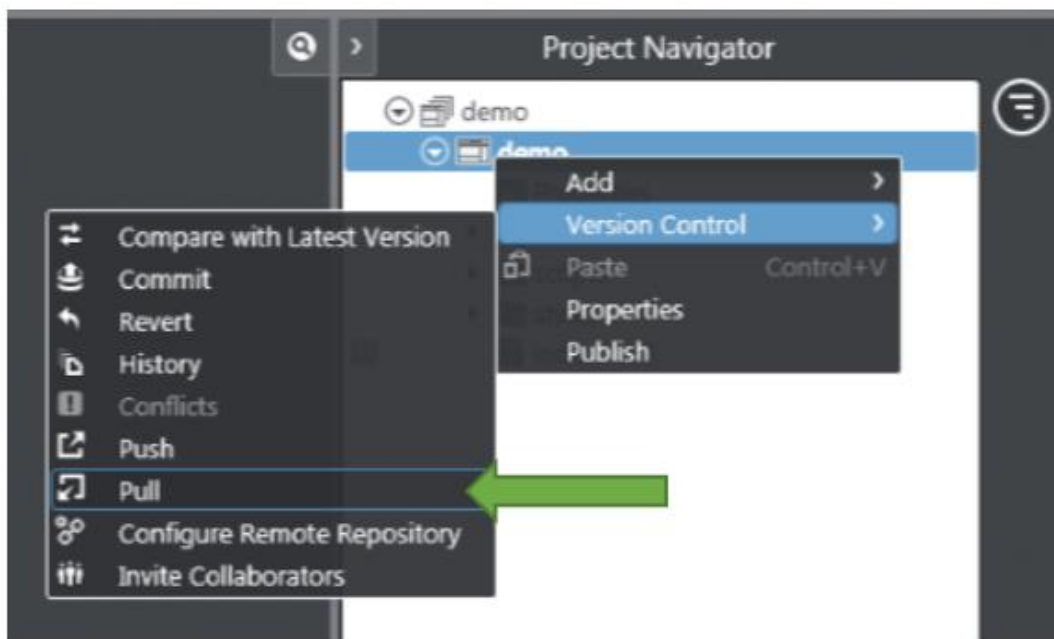 Project Navigator
demo
demo
Add
Version Control
Paste Control+V
Properties
Publish
Compare with Latest Version
Commit
Revert
History
Conflicts
Push
Pull
Configure Remote Repository
Invite Collaborators